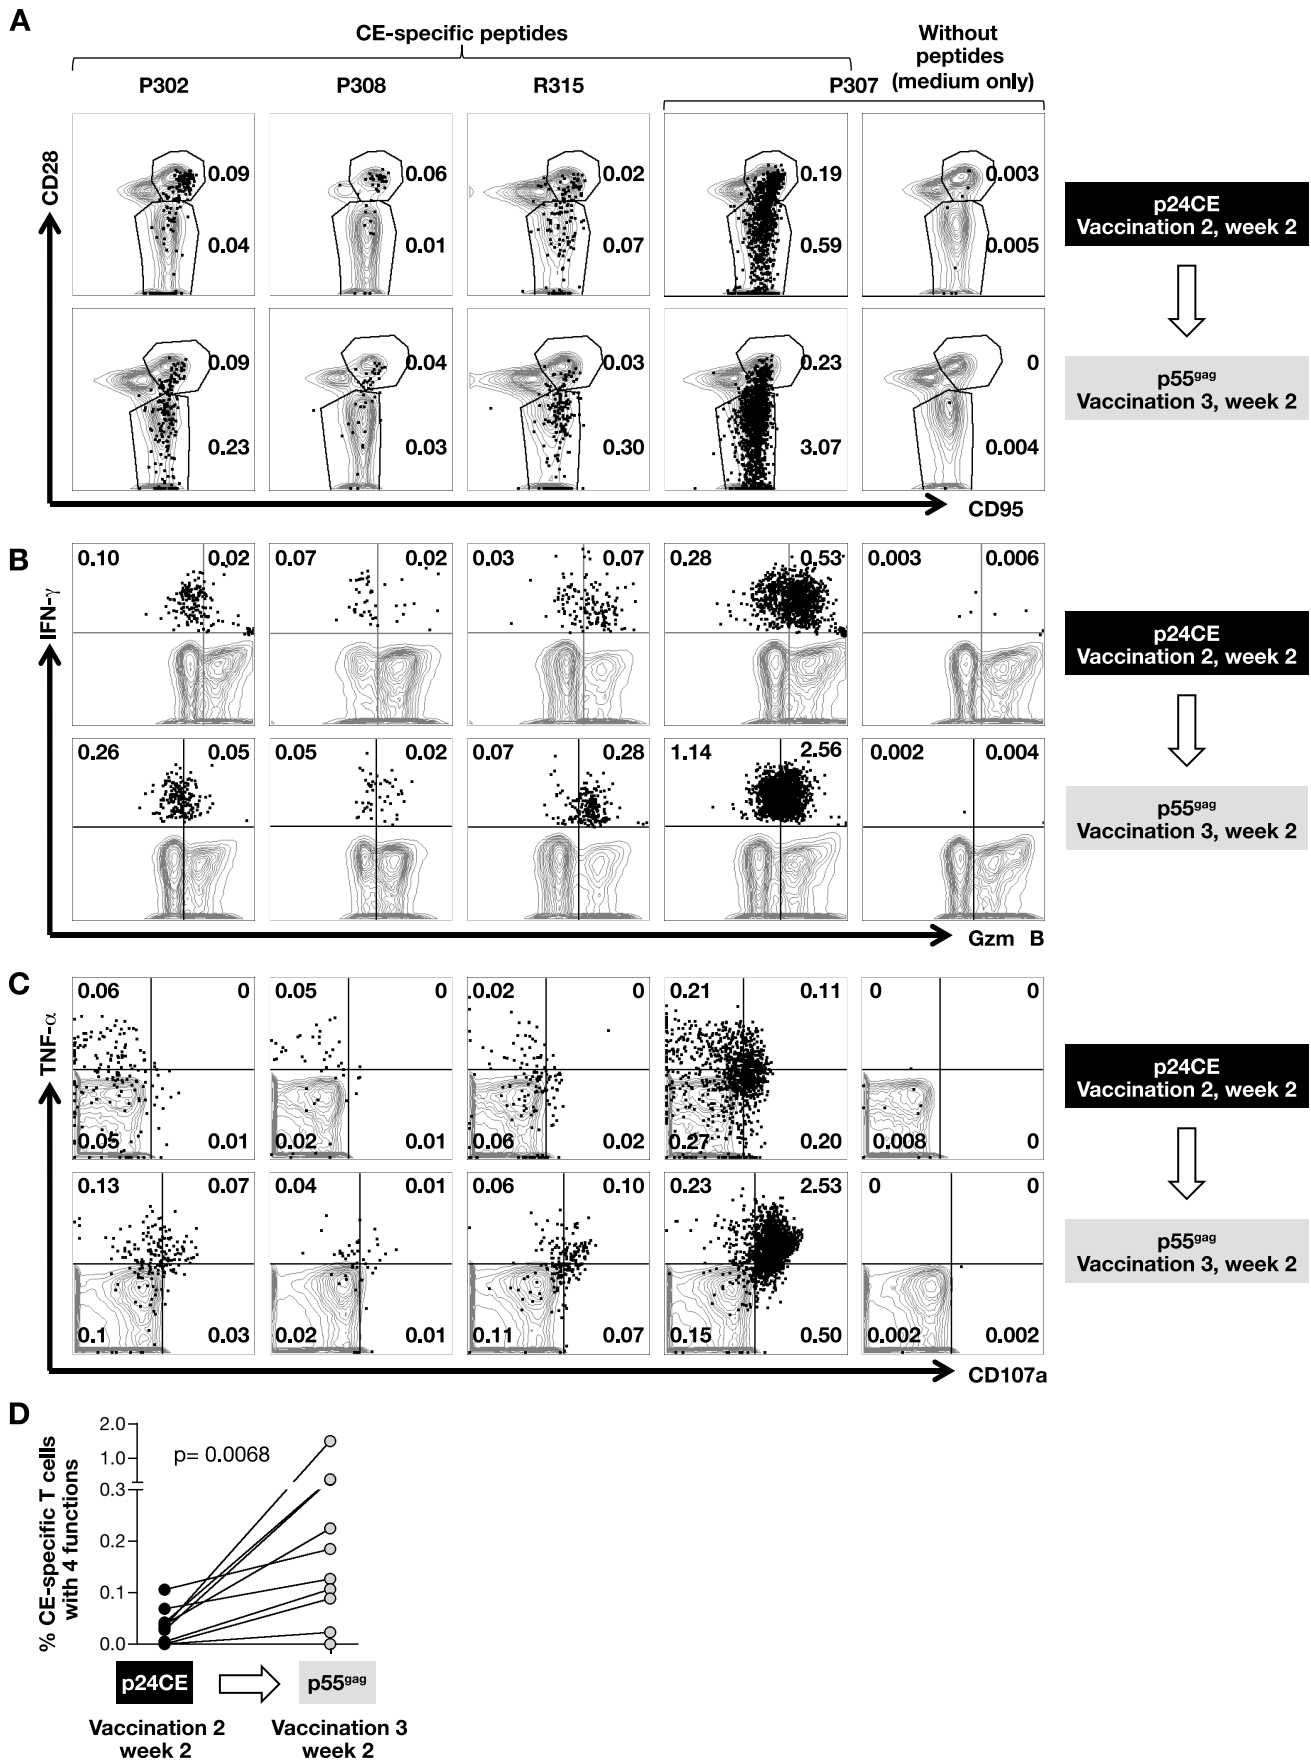 A
CE-specific peptides
Without
peptides
(medium only)
P302
P308
R315
P307
CD28
0.09
0.06
0.02
0.19
0.003
0.04
0.01
0.07
0.59
0.005
p24CE
Vaccination 2, week 2
0.09
0.04
0.03
0.23
0
0.23
0.03
0.30
3.07
0.004
p55gag
Vaccination 3, week 2
CD95
B
IFN-γ
0.10
0.02
0.07
0.02
0.03
0.07
0.28
0.53
0.003
0.006
p24CE
Vaccination 2, week 2
0.26
0.05
0.05
0.02
0.07
0.28
1.14
2.56
0.002
0.004
p55gag
Vaccination 3, week 2
Gzm B
C
TNF-α
0.06
0
0.05
0
0.02
0
0.21
0.11
0
0
0.05
0.01
0.02
0.01
0.06
0.02
0.27
0.20
0.008
0
p24CE
Vaccination 2, week 2
0.13
0.07
0.04
0.01
0.06
0.10
0.23
2.53
0
0
0.1
0.03
0.02
0.01
0.11
0.07
0.15
0.50
0.002
0.002
p55gag
Vaccination 3, week 2
CD107a
D
% CE-specific T cells
with 4 functions
2.0
1.0
0.3
0.2
0.1
0.0
p= 0.0068
p24CE
p55gag
Vaccination 2
week 2
Vaccination 3
week 2